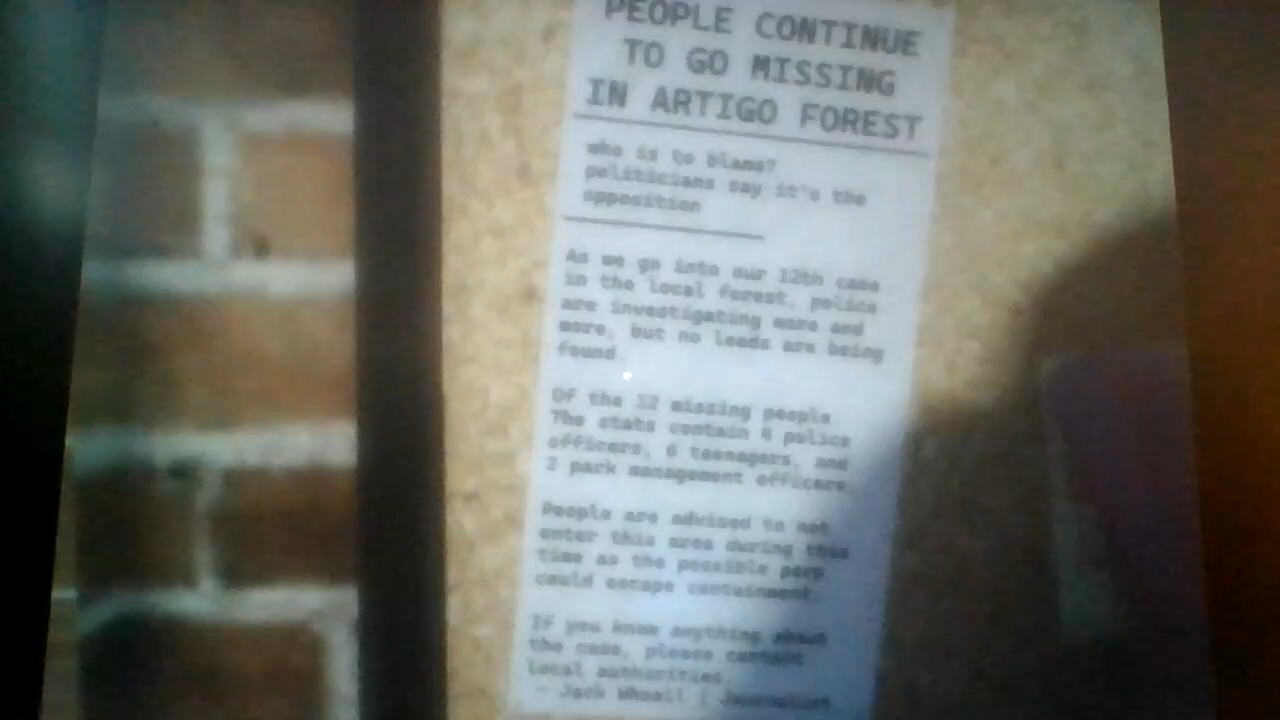 PEOPLE CONTINUE
TO GO MISSING
IN ARTIGO FOREST
who is to blame?
politicians say it's the
opposition
As we go into our 12th case
in the local forest, police
are investigating more and
more, but no leads are being
found.
Of the 12 missing people
The stats contain 4 police
officers, 6 teenagers, and
2 park management officers.
People are advised to not
enter this area during this
time as the possible perp
could escape containment.
If you know anything about
the case, please contact
local authorities.
- Jack | Journalist